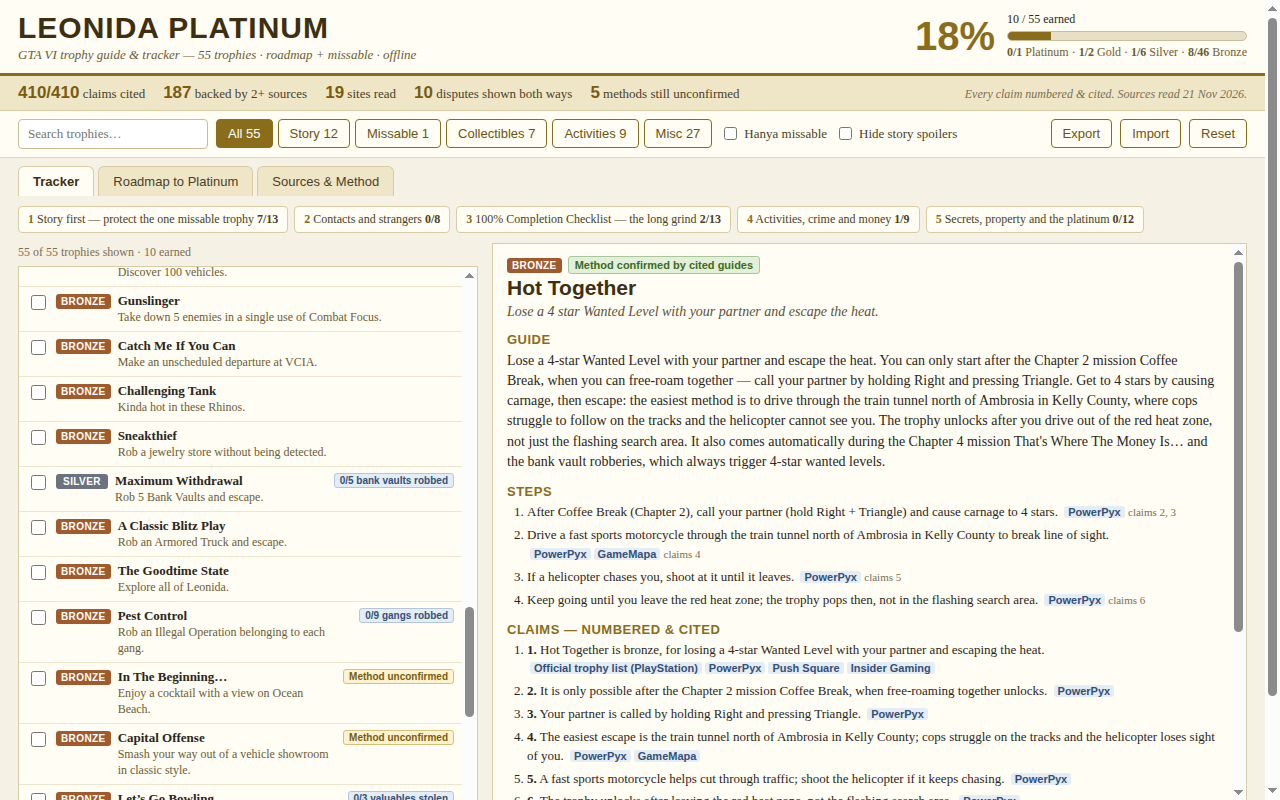 LEONIDA PLATINUM
GTA VI trophy guide & tracker — 55 trophies · roadmap + missable · offline
18%
10 / 55 earned
0/1 Platinum · 1/2 Gold · 1/6 Silver · 8/46 Bronze
410/410 claims cited 187 backed by 2+ sources 19 sites read 10 disputes shown both ways 5 methods still unconfirmed
Every claim numbered & cited. Sources read 21 Nov 2026.
Search trophies…
All 55 Story 12 Missable 1 Collectibles 7 Activities 9 Misc 27 Hanya missable Hide story spoilers Export Import Reset
Tracker Roadmap to Platinum Sources & Method
1 Story first — protect the one missable trophy 7/13 2 Contacts and strangers 0/8 3 100% Completion Checklist — the long grind 2/13 4 Activities, crime and money 1/9 5 Secrets, property and the platinum 0/12
55 of 55 trophies shown · 10 earned
Discover 100 vehicles.
BRONZE Gunslinger
Take down 5 enemies in a single use of Combat Focus.
BRONZE Catch Me If You Can
Make an unscheduled departure at VCIA.
BRONZE Challenging Tank
Kinda hot in these Rhinos.
BRONZE Sneakthief
Rob a jewelry store without being detected.
SILVER Maximum Withdrawal 0/5 bank vaults robbed
Rob 5 Bank Vaults and escape.
BRONZE A Classic Blitz Play
Rob an Armored Truck and escape.
BRONZE The Goodtime State
Explore all of Leonida.
BRONZE Pest Control 0/9 gangs robbed
Rob an Illegal Operation belonging to each
gang.
BRONZE In The Beginning… Method unconfirmed
Enjoy a cocktail with a view on Ocean
Beach.
BRONZE Capital Offense Method unconfirmed
Smash your way out of a vehicle showroom
in classic style.
BRONZE Let's Go Bowling 0/3 valuables stolen
BRONZE Method confirmed by cited guides
Hot Together
Lose a 4 star Wanted Level with your partner and escape the heat.
GUIDE
Lose a 4-star Wanted Level with your partner and escape the heat. You can only start after the Chapter 2 mission Coffee
Break, when you can free-roam together — call your partner by holding Right and pressing Triangle. Get to 4 stars by causing
carnage, then escape: the easiest method is to drive through the train tunnel north of Ambrosia in Kelly County, where cops
struggle to follow on the tracks and the helicopter cannot see you. The trophy unlocks after you drive out of the red heat zone,
not just the flashing search area. It also comes automatically during the Chapter 4 mission That's Where The Money Is… and
the bank vault robberies, which always trigger 4-star wanted levels.
STEPS
1. After Coffee Break (Chapter 2), call your partner (hold Right + Triangle) and cause carnage to 4 stars. PowerPyx claims 2, 3
2. Drive a fast sports motorcycle through the train tunnel north of Ambrosia in Kelly County to break line of sight.
PowerPyx GameMapa claims 4
3. If a helicopter chases you, shoot at it until it leaves. PowerPyx claims 5
4. Keep going until you leave the red heat zone; the trophy pops then, not in the flashing search area. PowerPyx claims 6
CLAIMS — NUMBERED & CITED
1. 1. Hot Together is bronze, for losing a 4-star Wanted Level with your partner and escaping the heat.
Official trophy list (PlayStation) PowerPyx Push Square Insider Gaming
2. 2. It is only possible after the Chapter 2 mission Coffee Break, when free-roaming together unlocks. PowerPyx
3. 3. Your partner is called by holding Right and pressing Triangle. PowerPyx
4. 4. The easiest escape is the train tunnel north of Ambrosia in Kelly County; cops struggle on the tracks and the helicopter loses sight
of you. PowerPyx GameMapa
5. 5. A fast sports motorcycle helps cut through traffic; shoot the helicopter if it keeps chasing. PowerPyx
6. 6. The trophy unlocks after leaving the red heat zone, not the flashing search area. PowerPyx